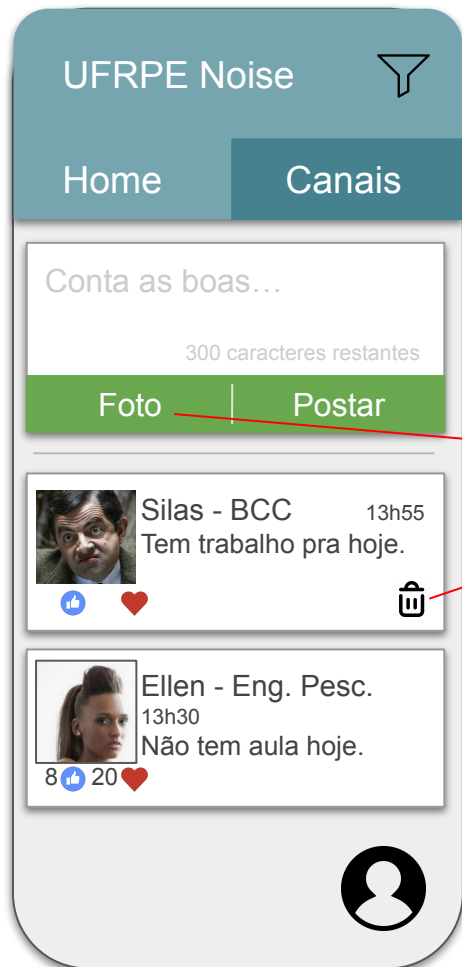 UFRPE Noise
Home Canais
Conta as boas...
300 caracteres restantes
Foto Postar
Silas - BCC 13h55
Tem trabalho pra hoje.
Ellen - Eng. Pesc.
13h30
Não tem aula hoje.
8 20